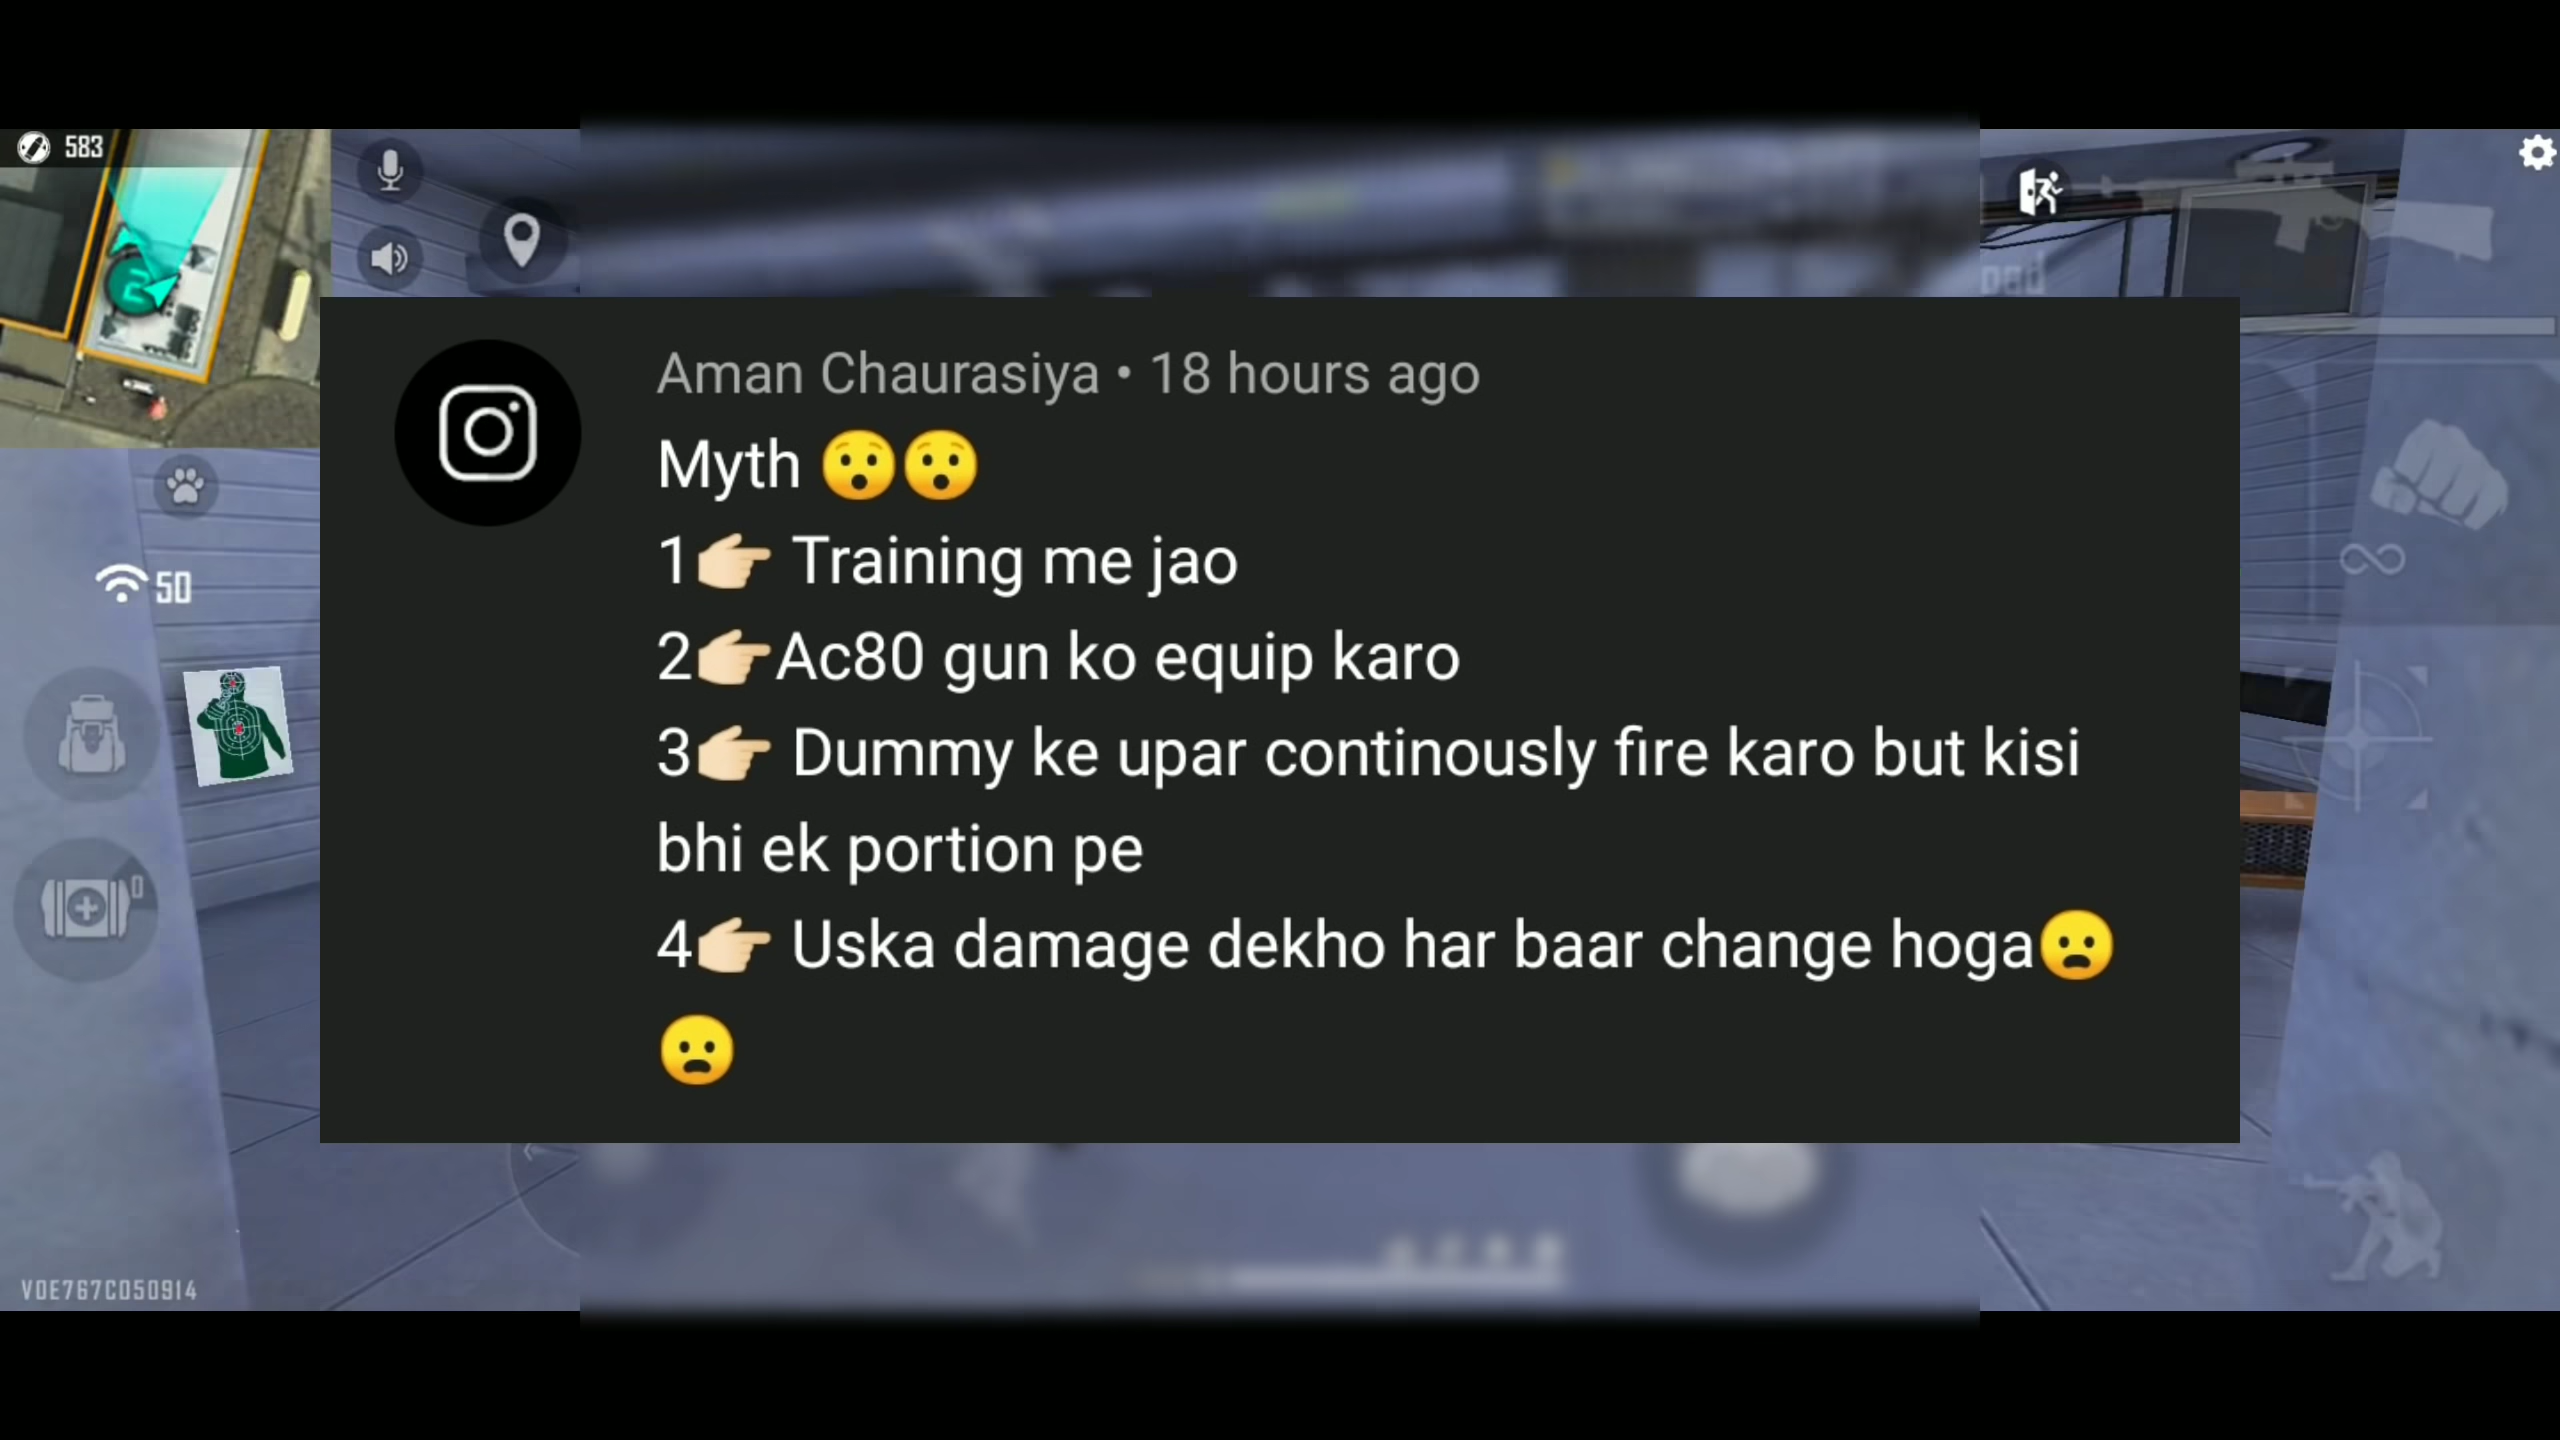 583
Aman Chaurasiya • 18 hours ago
Myth 😯😯
1👉🏻 Training me jao
2👉🏻Ac80 gun ko equip karo
3👉🏻 Dummy ke upar continously fire karo but kisi
bhi ek portion pe
4👉🏻 Uska damage dekho har baar change hoga😦
😦
50
0
V0E767C050914